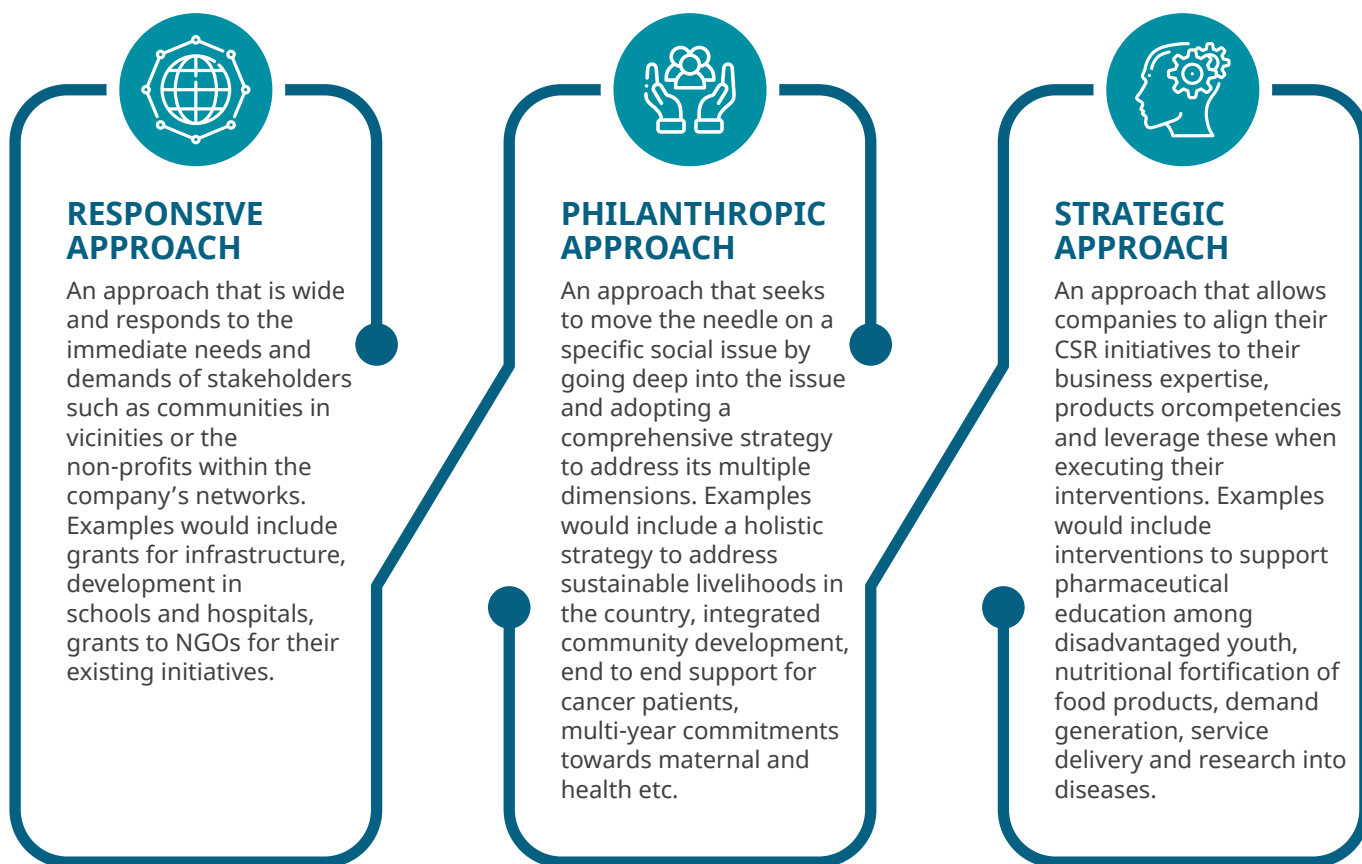 RESPONSIVE
APPROACH
An approach that is wide
and responds to the
immediate needs and
demands of stakeholders
such as communities in
vicinities or the
non-profits within the
company’s networks.
Examples would include
grants for infrastructure,
development in
schools and hospitals,
grants to NGOs for their
existing initiatives.
PHILANTHROPIC
APPROACH
An approach that seeks
to move the needle on a
specific social issue by
going deep into the issue
and adopting a
comprehensive strategy
to address its multiple
dimensions. Examples
would include a holistic
strategy to address
sustainable livelihoods in
the country, integrated
community development,
end to end support for
cancer patients,
multi-year commitments
towards maternal and
health etc.
STRATEGIC
APPROACH
An approach that allows
companies to align their
CSR initiatives to their
business expertise,
products orcompetencies
and leverage these when
executing their
interventions. Examples
would include
interventions to support
pharmaceutical
education among
disadvantaged youth,
nutritional fortification of
food products, demand
generation, service
delivery and research into
diseases.